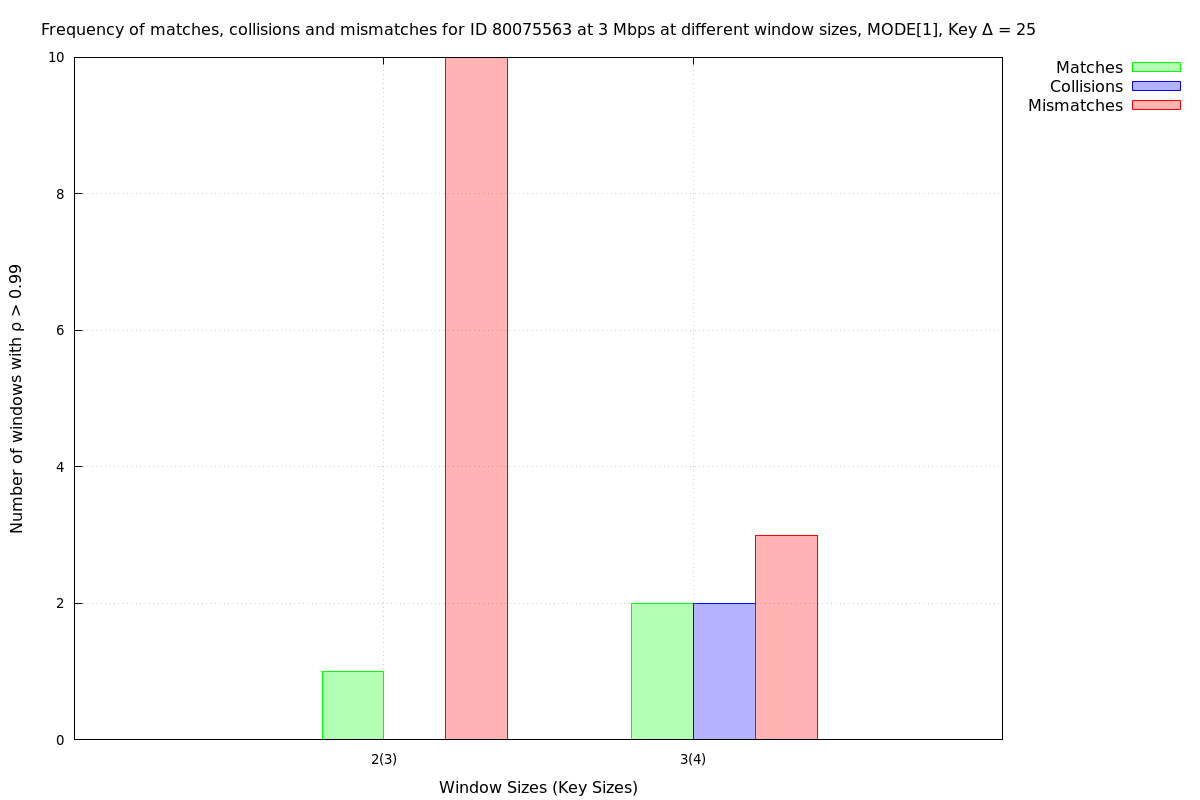 Frequency of matches, collisions and mismatches for ID 80075563 at 3 Mbps at different window sizes, MODE[1], Key Δ = 25
Matches
Collisions
Mismatches
Number of windows with ρ > 0.99
10
8
6
4
2
0
2(3)
3(4)
Window Sizes (Key Sizes)